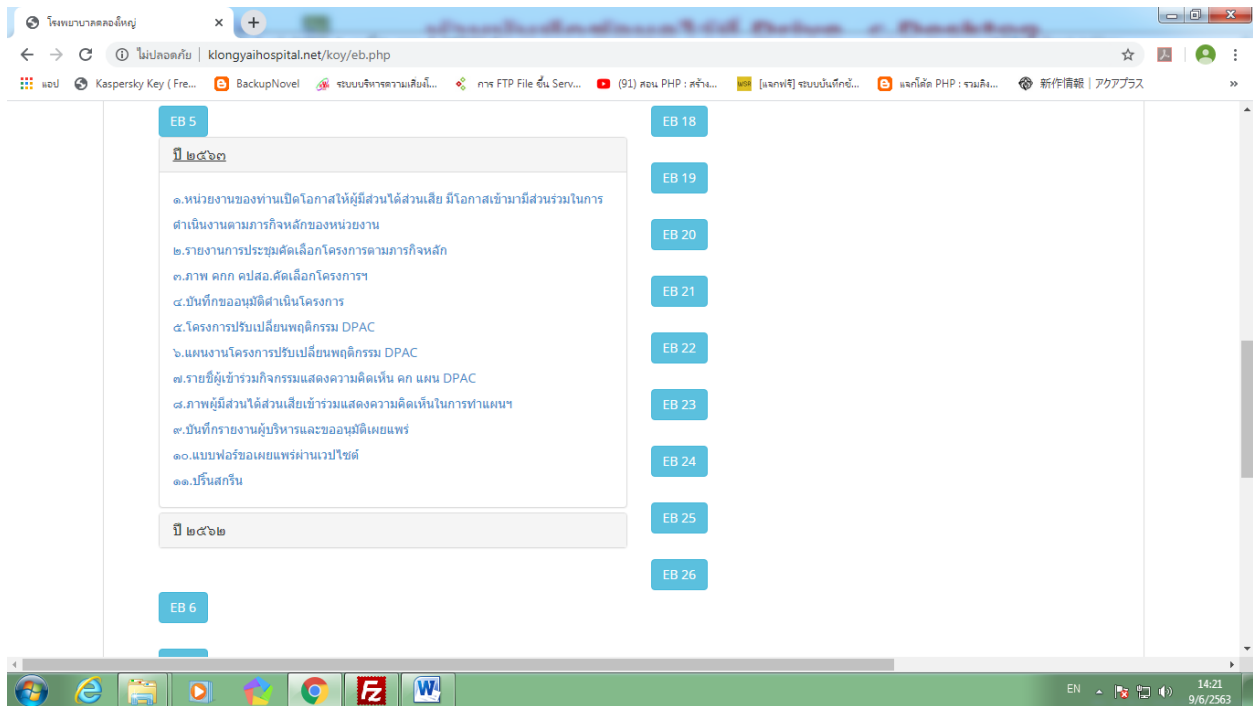 โรงพยาบาลคลองใหญ่
ไม่ปลอดภัย | klongyaihospital.net/koy/eb.php
แอป Kaspersky Key ( Fre... BackupNovel ระบบบริหารความเสี่ยงโ... การ FTP File ขึ้น Serv... (91) สอน PHP : สร้าง... [แจกฟรี] ระบบบันทึกข้... แจกโค้ด PHP : รวมลิง... 新作情報｜アクアプラス »
EB 5
ปี ๒๕๖๓
๑.หน่วยงานของท่านเปิดโอกาสให้ผู้มีส่วนได้ส่วนเสีย มีโอกาสเข้ามามีส่วนร่วมในการ
ดำเนินงานตามภารกิจหลักของหน่วยงาน
๒.รายงานการประชุมคัดเลือกโครงการตามภารกิจหลัก
๓.ภาพ คกก คปสอ.คัดเลือกโครงการฯ
๔.บันทึกขออนุมัติดำเนินโครงการ
๕.โครงการปรับเปลี่ยนพฤติกรรม DPAC
๖.แผนงานโครงการปรับเปลี่ยนพฤติกรรม DPAC
๗.รายชื่อผู้เข้าร่วมกิจกรรมแสดงความคิดเห็น คก แผน DPAC
๘.ภาพผู้มีส่วนได้ส่วนเสียเข้าร่วมแสดงความคิดเห็นในการทำแผนฯ
๙.บันทึกรายงานผู้บริหารและขออนุมัติเผยแพร่
๑๐.แบบฟอร์ขอเผยแพร่ผ่านเวปไซต์
๑๑.ปริ๊นสกรีน
ปี ๒๕๖๒
EB 6
EB 18
EB 19
EB 20
EB 21
EB 22
EB 23
EB 24
EB 25
EB 26
EN
14:21
9/6/2563